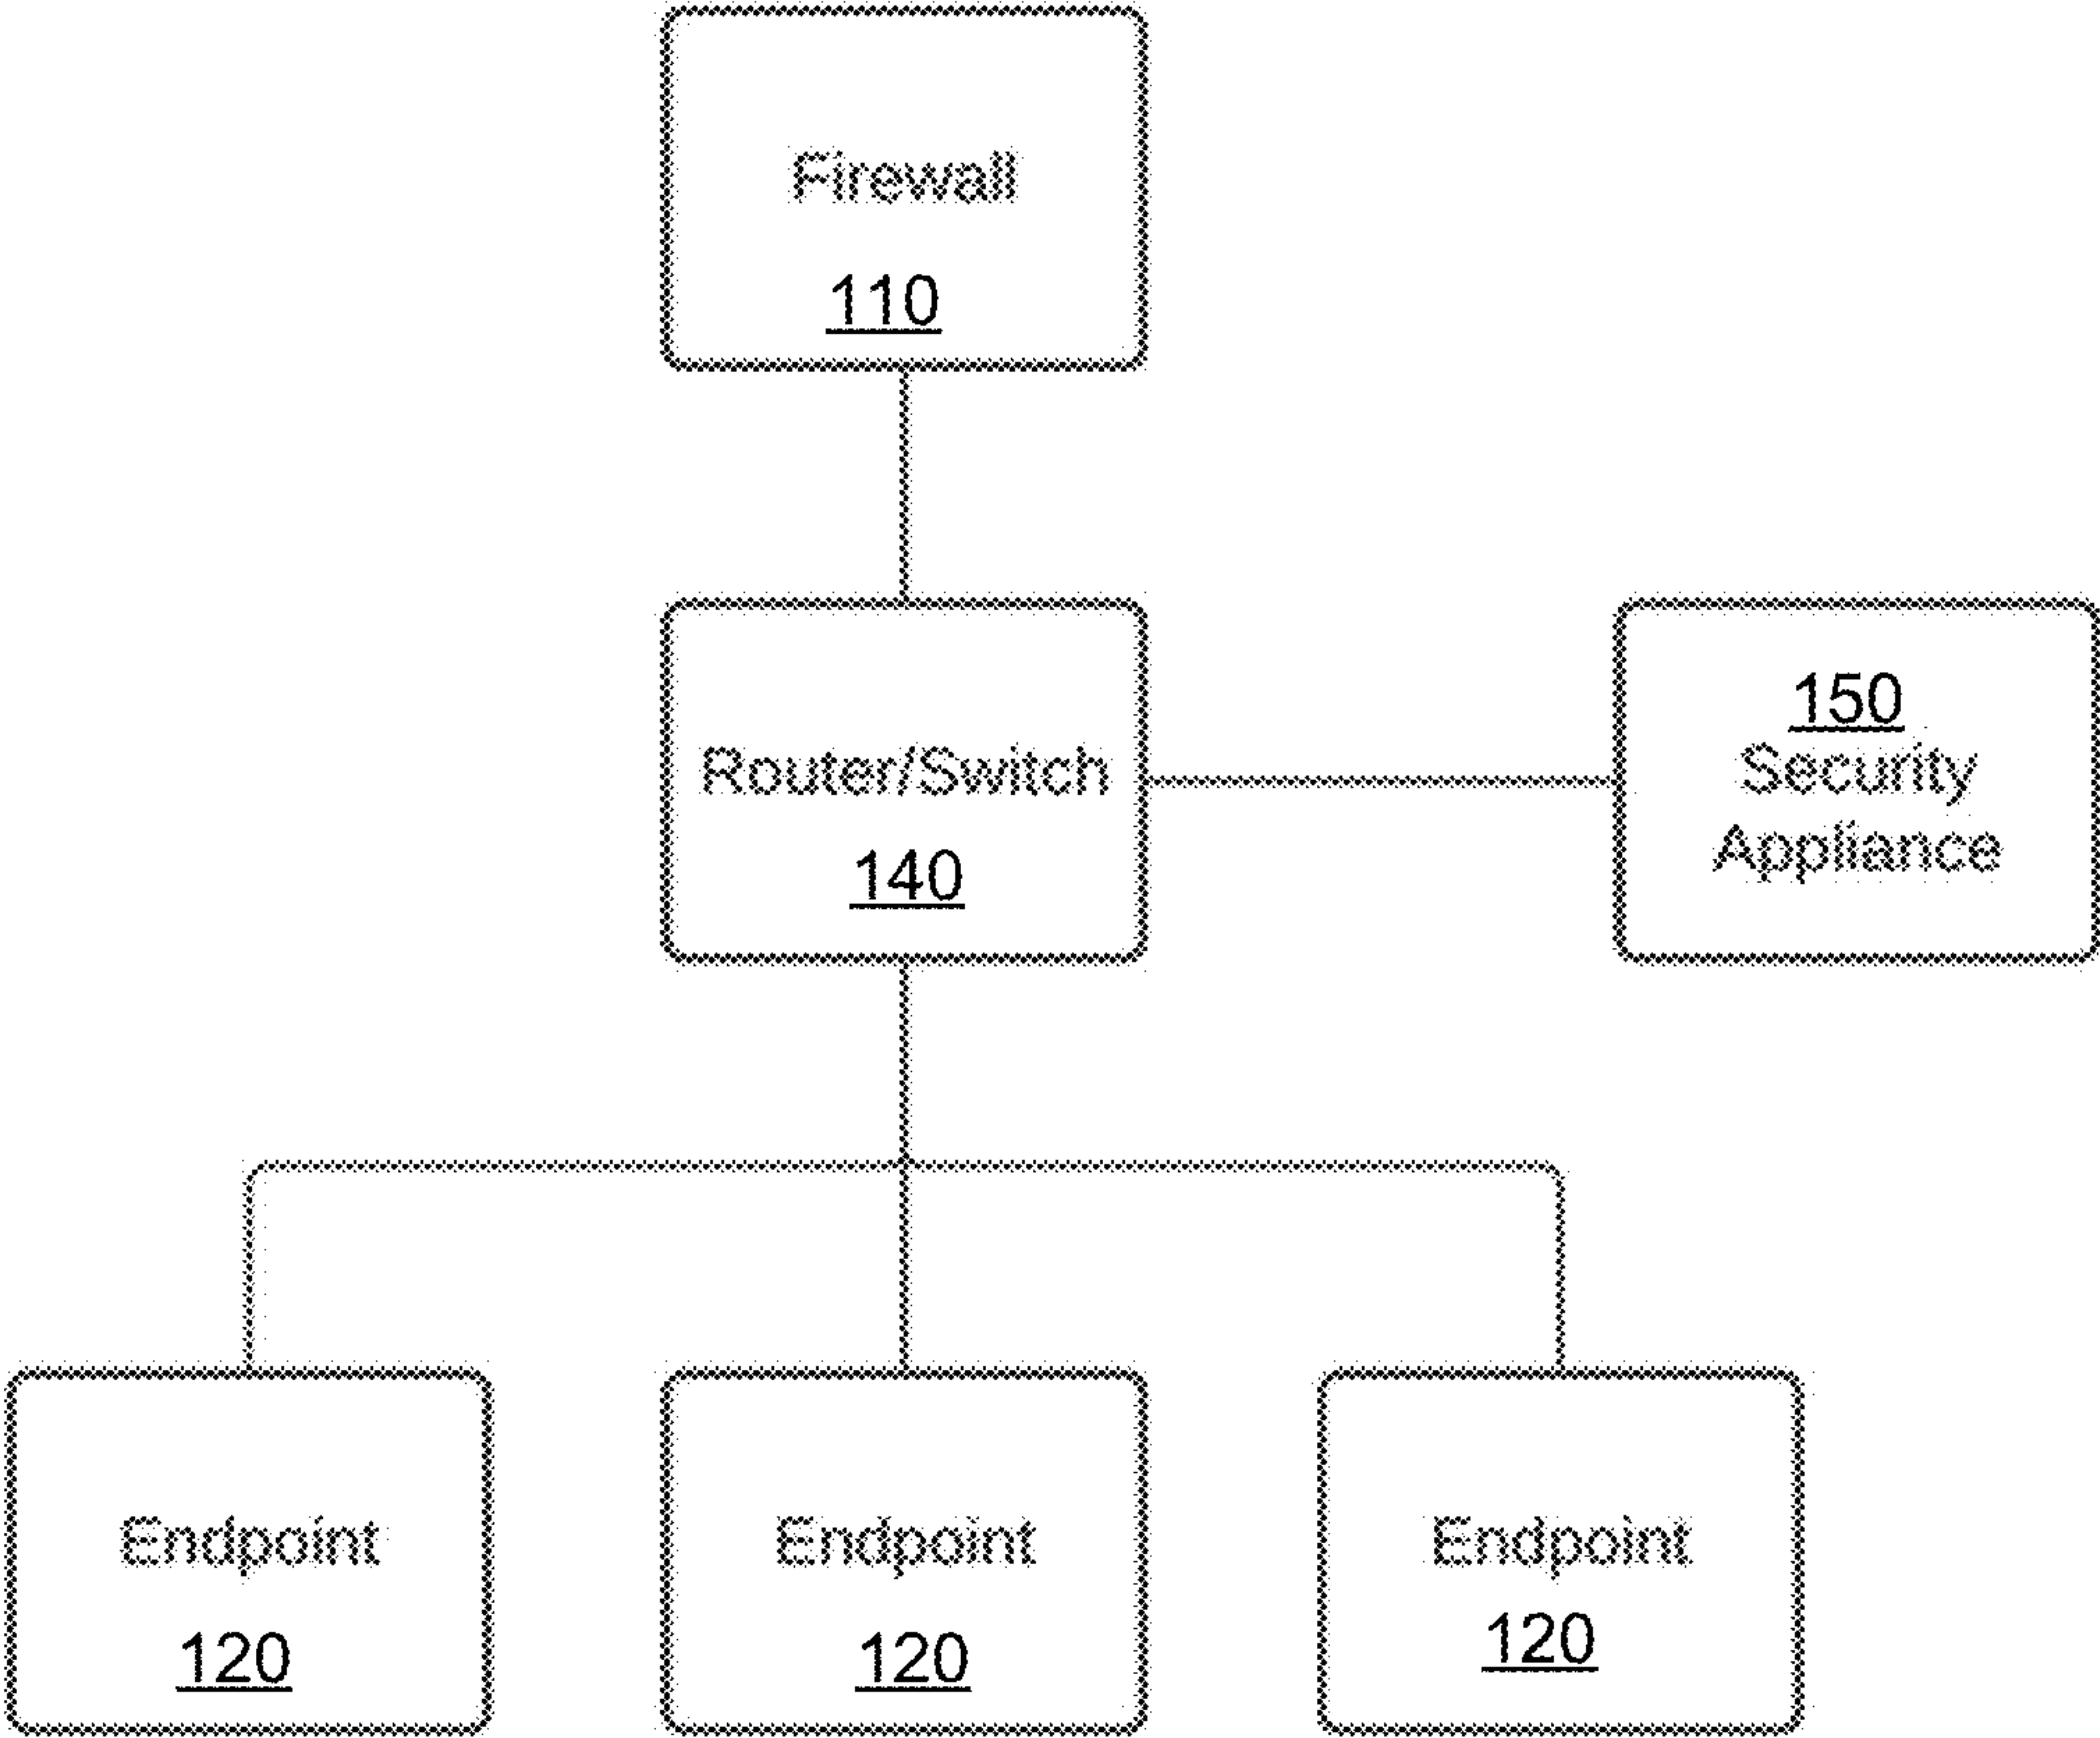 Firewall
110
Router/Switch
140
150
Security
Appliance
Endpoint
120
Endpoint
120
Endpoint
120